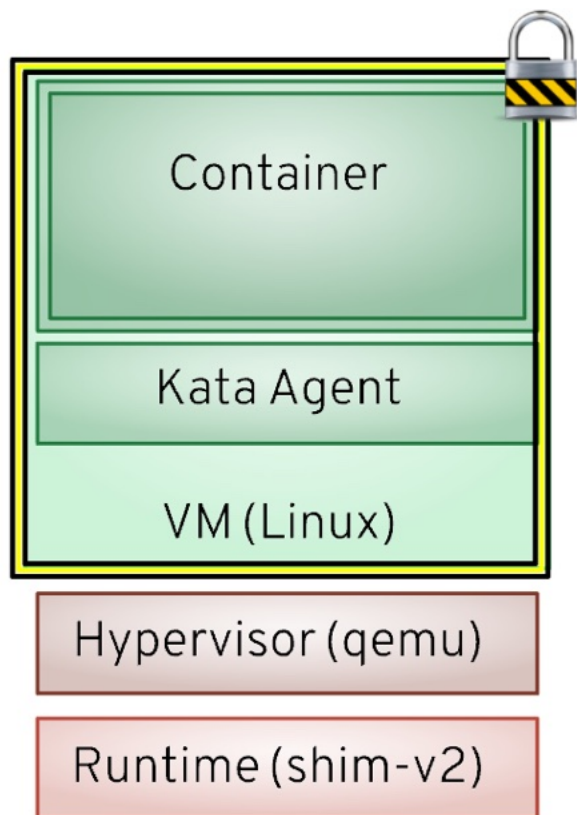 Container
Kata Agent
VM (Linux)
Hypervisor (qemu)
Runtime (shim-v2)